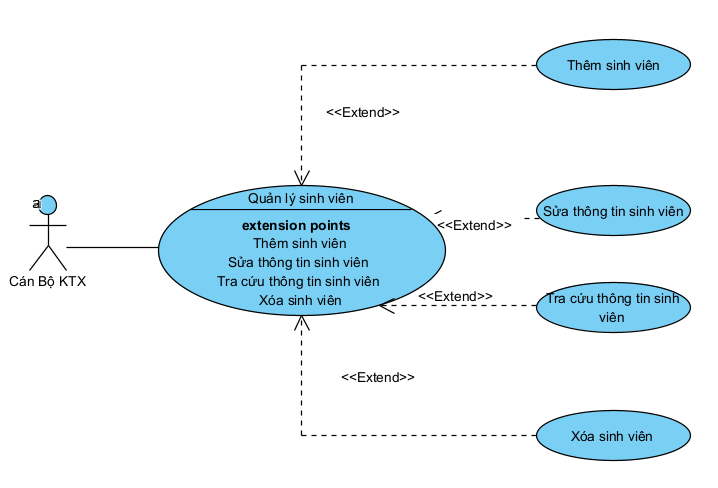 Thêm sinh viên
<<Extend>>
Quản lý sinh viên
a
extension points
Sửa thông tin sinh viên
<<Extend>>
Thêm sinh viên
Sửa thông tin sinh viên
Cán Bộ KTX
Tra cứu thông tin sinh viên
<<Extend>>
Tra cứu thông tin sinh
viên
Xóa sinh viên
<<Extend>>
Xóa sinh viên